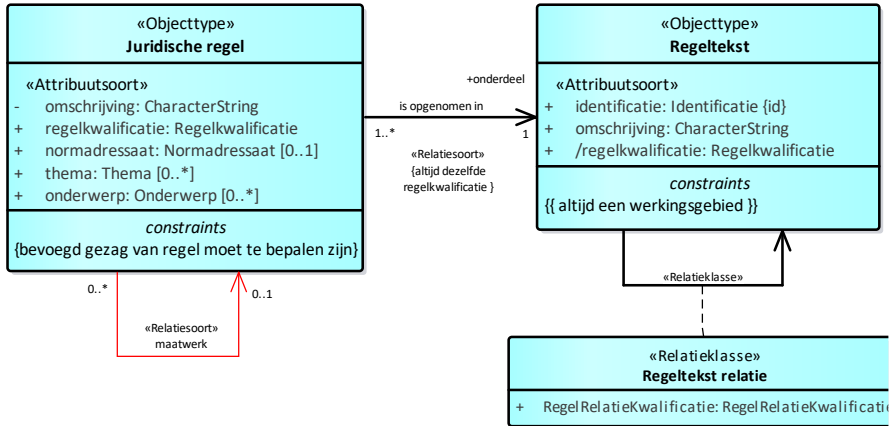 «Objecttype»
Juridische regel
«Attribuutsoort»
- omschrijving: CharacterString
+ regelkwalificatie: Regelkwalificatie
+ normadressaat: Normadressaat [0..1]
+ thema: Thema [0..*]
+ onderwerp: Onderwerp [0..*]
constraints
{bevoegd gezag van regel moet te bepalen zijn}
+onderdeel
is opgenomen in
1..*
1
«Relatiesoort»
{altijd dezelfde
regelkwalificatie }
«Objecttype»
Regeltekst
«Attribuutsoort»
+ identificatie: Identificatie {id}
+ omschrijving: CharacterString
+ /regelkwalificatie: Regelkwalificatie
constraints
{{ altijd een werkingsgebied }}
0..*
0..1
«Relatiesoort»
maatwerk
«Relatieklasse»
«Relatieklasse»
Regeltekst relatie
+ RegelRelatieKwalificatie: RegelRelatieKwalificatie